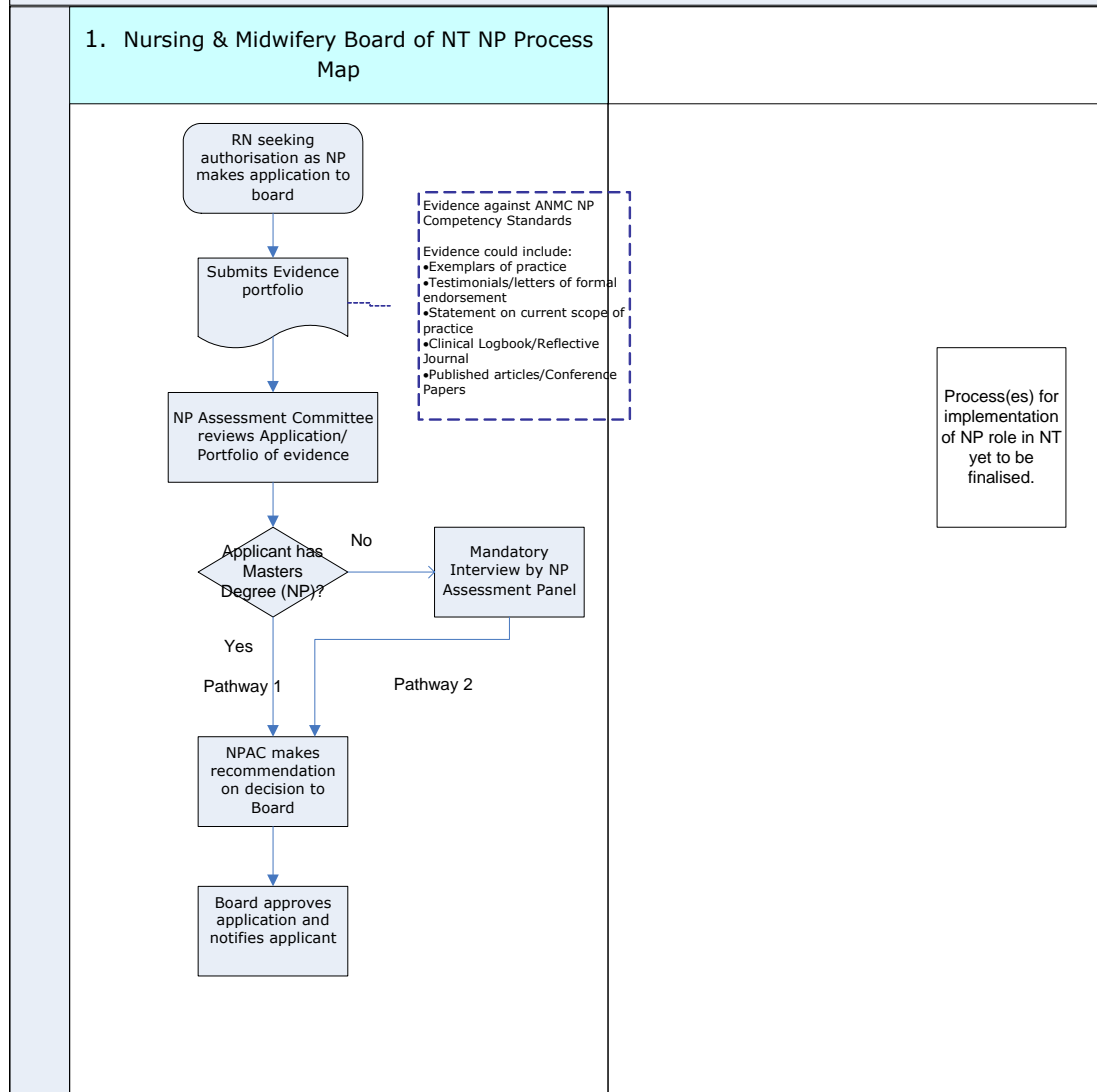 1. Nursing & Midwifery Board of NT NP Process
Map
RN seeking
authorisation as NP
makes application to
board
Submits Evidence
portfolio
Evidence against ANMC NP
Competency Standards
Evidence could include:
•Exemplars of practice
•Testimonials/letters of formal
endorsement
•Statement on current scope of
practice
•Clinical Logbook/Reflective
Journal
•Published articles/Conference
Papers
NP Assessment Committee
reviews Application/
Portfolio of evidence
Applicant has
Masters
Degree (NP)?
No
Mandatory
Interview by NP
Assessment Panel
Yes
Pathway 1
Pathway 2
NPAC makes
recommendation
on decision to
Board
Board approves
application and
notifies applicant
Process(es) for
implementation
of NP role in NT
yet to be
finalised.